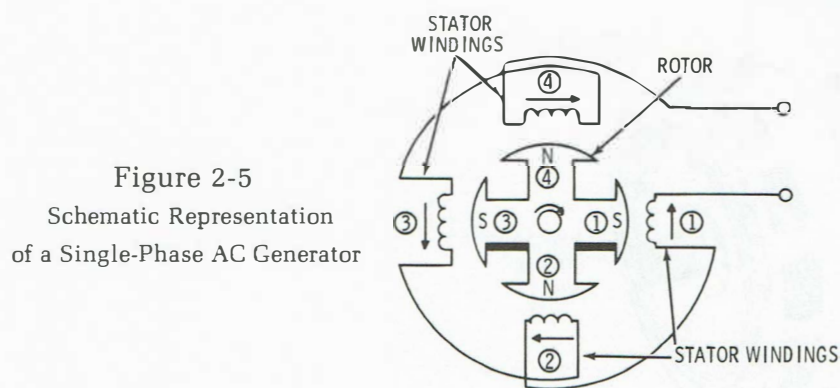 STATOR
WINDINGS
④
ROTOR
N
④
Figure 2-5
Schematic Representation
of a Single-Phase AC Generator
③
S ③
① S
①
②
N
②
STATOR WINDINGS